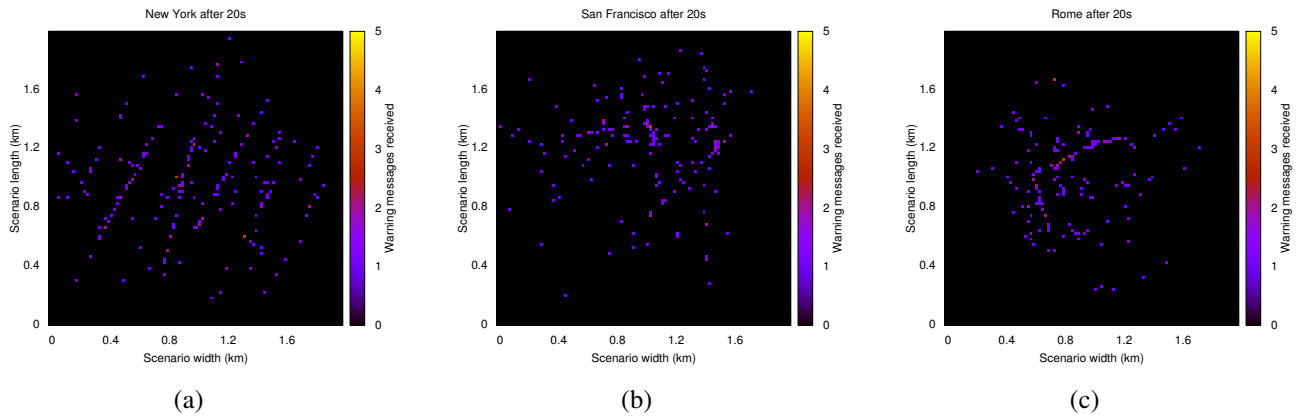 New York after 20s
5
4
3
2
1
0
Warning messages received
1.6
1.2
0.8
0.4
0
Scenario length (km)
0 0.4 0.8 1.2 1.6
Scenario width (km)
(a)
San Francisco after 20s
5
4
3
2
1
0
Warning messages received
1.6
1.2
0.8
0.4
0
Scenario length (km)
0 0.4 0.8 1.2 1.6
Scenario width (km)
(b)
Rome after 20s
5
4
3
2
1
0
Warning messages received
1.6
1.2
0.8
0.4
0
Scenario length (km)
0 0.4 0.8 1.2 1.6
Scenario width (km)
(c)